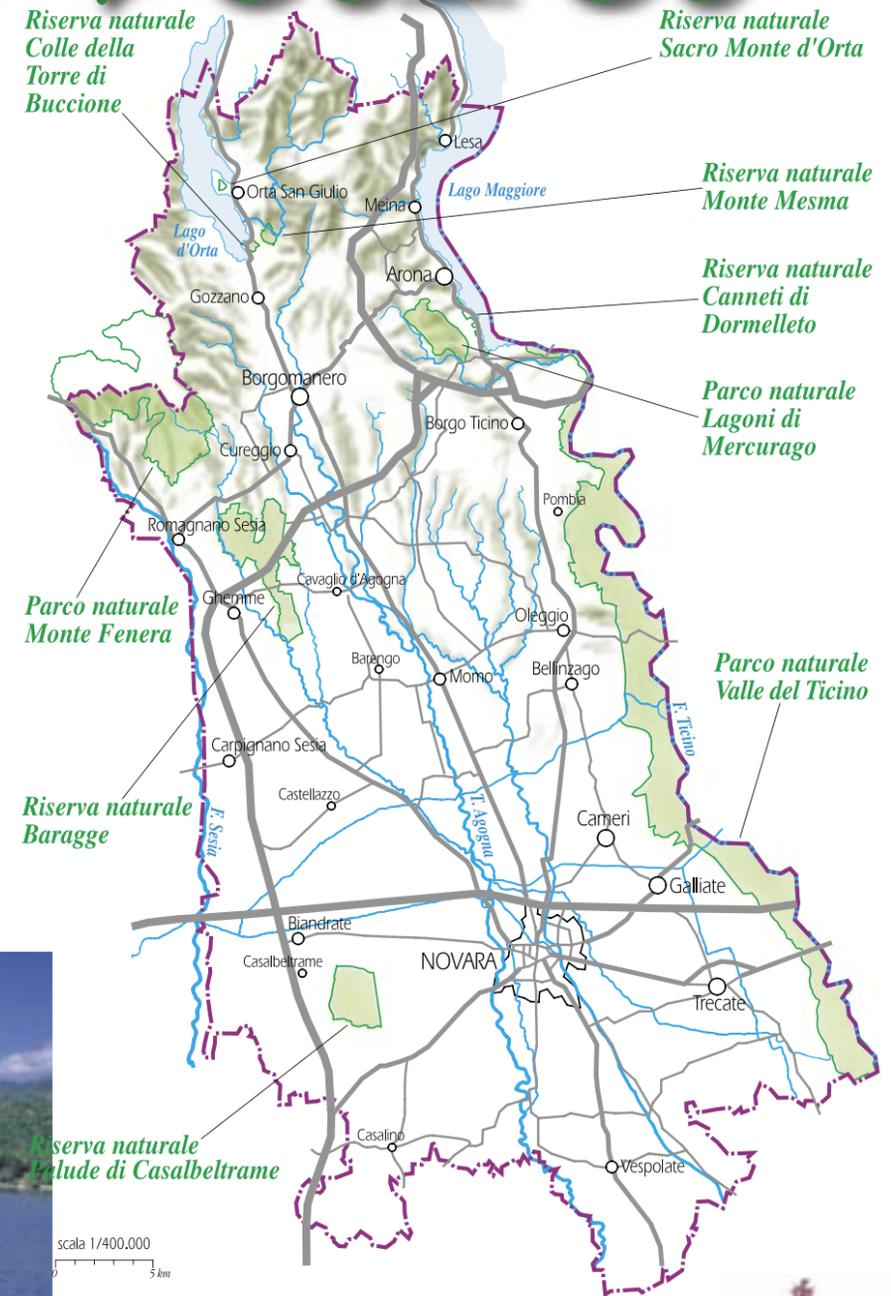 Riserva naturale
Colle della
Torre di
Buccione
Riserva naturale
Sacro Monte d'Orta
Lesa
Riserva naturale
Monte Mesma
Orta San Giulio
Meina
Lago Maggiore
Lago
d'Orta
Arona
Riserva naturale
Canneti di
Dormelleto
Gozzano
Borgomanero
Parco naturale
Lagoni di
Mercurago
Borgo Ticino
Cureggio
Pombia
Romagnano Sesia
Cavaglio d'Agogna
Ghemme
Parco naturale
Monte Fenera
Oleggio
Barengo
Momo
Bellinzago
Parco naturale
Valle del Ticino
F. Ticino
Carpignano Sesia
Castellazzo
Riserva naturale
Baragge
F. Sesia
T. Agogna
Cameri
Galliate
Biandrate
Casalbeltrame
NOVARA
Trecate
Riserva naturale
Palude di Casalbeltrame
Casalino
Vespolate
scala 1/400.000
0 5 km